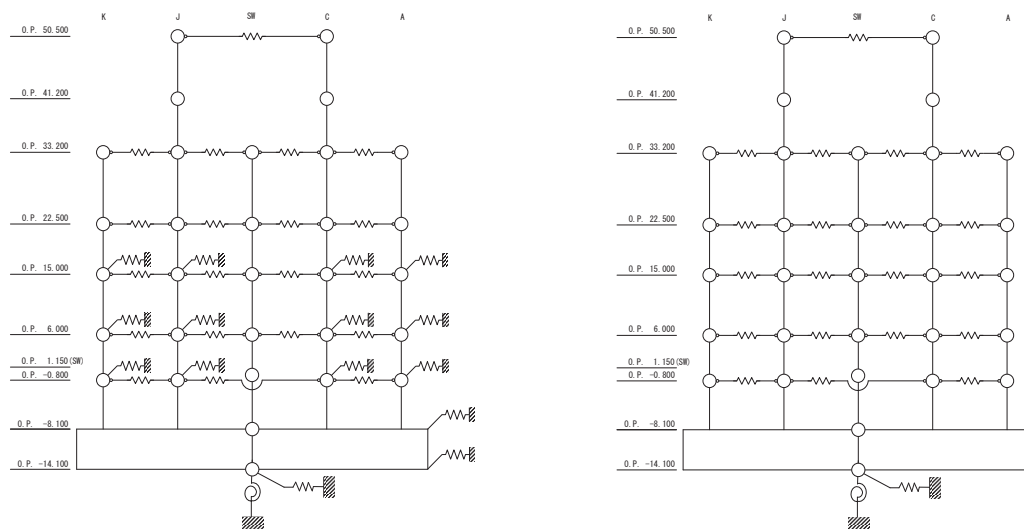 K J SW C A
O.P. 50.500
O.P. 41.200
O.P. 33.200
O.P. 22.500
O.P. 15.000
O.P. 6.000
O.P. 1.150(SW)
O.P. -0.800
O.P. -8.100
O.P. -14.100
K J SW C A
O.P. 50.500
O.P. 41.200
O.P. 33.200
O.P. 22.500
O.P. 15.000
O.P. 6.000
O.P. 1.150(SW)
O.P. -0.800
O.P. -8.100
O.P. -14.100